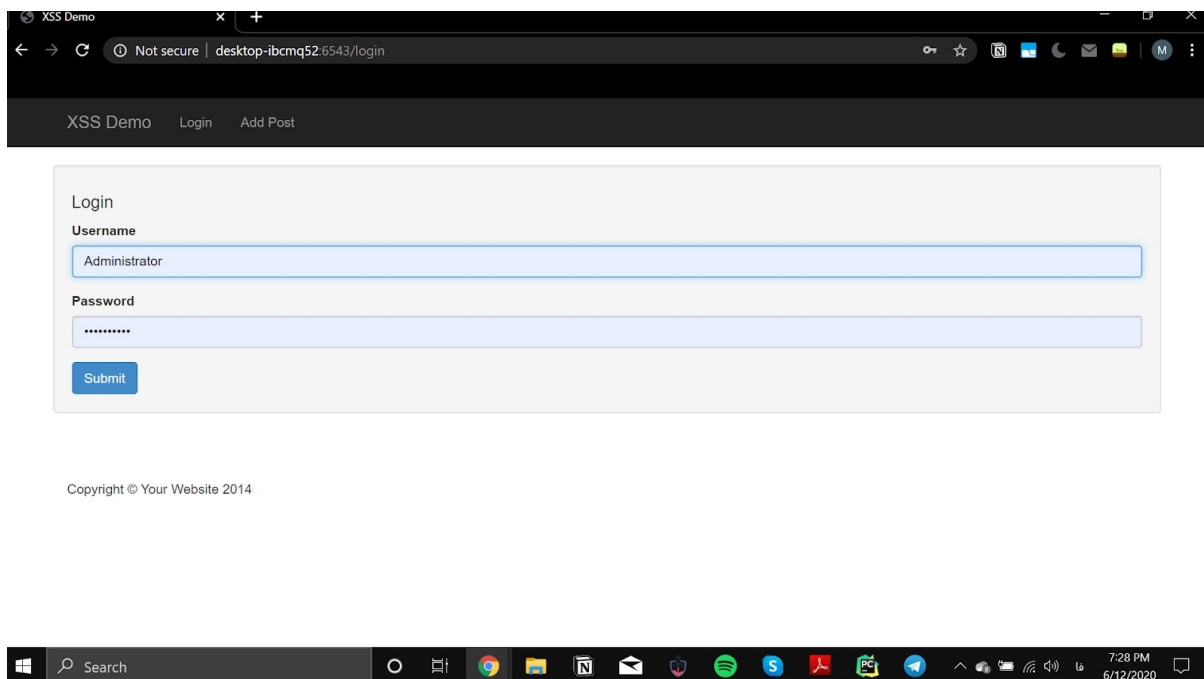 XSS Demo
Not secure | desktop-ibcmq52:6543/login
M
XSS Demo Login Add Post
Login
Username
Administrator
Password
••••••••••
Submit
Copyright © Your Website 2014
Search
فا
7:28 PM
6/12/2020